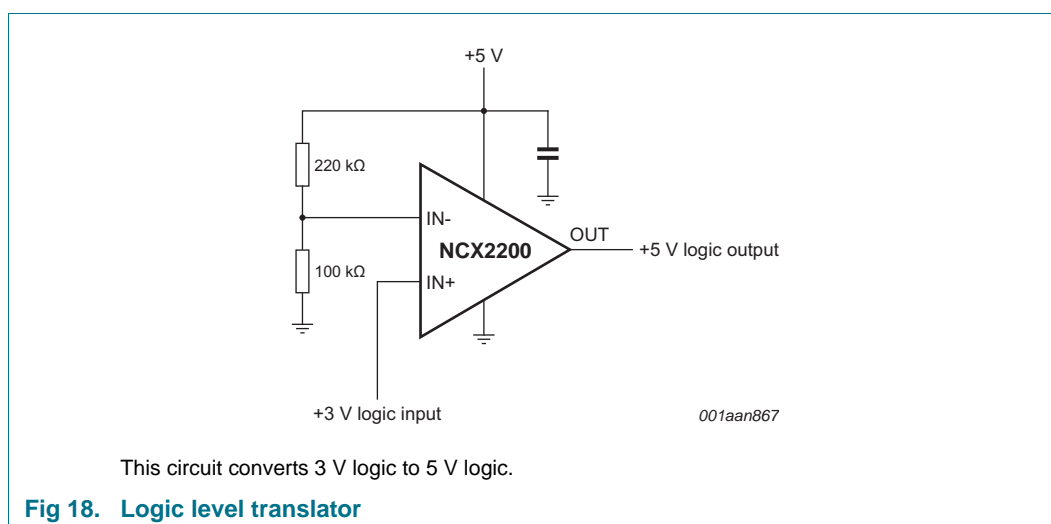 +5 V
220 kΩ
IN-
NCX2200
OUT
+5 V logic output
100 kΩ
IN+
+3 V logic input
001aan867
This circuit converts 3 V logic to 5 V logic.
Fig 18. Logic level translator